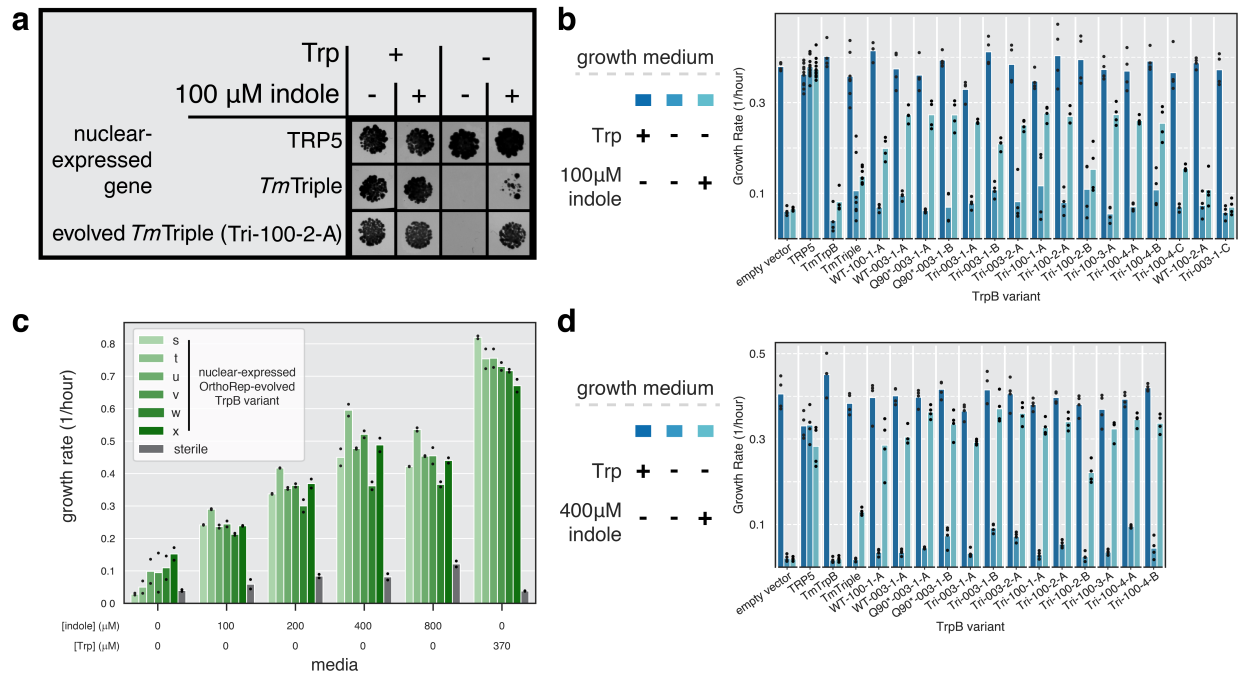 a
Trp
+
-
100 µM indole
-
+
-
+
nuclear-
expressed
gene
TRP5
TmTriple
evolved TmTriple (Tri-100-2-A)
b
growth medium
Trp
+
-
-
100µM
indole
-
-
+
Growth Rate (1/hour)
0.3
0.1
empty vector
TRP5
TmTrpB
TmTriple
WT-100-1-A
WT-003-1-A
Q90*-003-1-A
Q90*-003-1-B
Tri-003-1-A
Tri-003-1-B
Tri-003-2-A
Tri-100-1-A
Tri-100-2-A
Tri-100-2-B
Tri-100-3-A
Tri-100-4-A
Tri-100-4-B
Tri-100-4-C
WT-100-2-A
Tri-003-1-C
TrpB variant
c
growth rate (1/hour)
0.8
0.7
0.6
0.5
0.4
0.3
0.2
0.1
0.0
s
t
u
v
w
x
sterile
nuclear-expressed
OrthoRep-evolved
TrpB variant
[indole] (µM)
0
100
200
400
800
0
[Trp] (µM)
0
0
0
0
0
370
media
d
growth medium
Trp
+
-
-
400µM
indole
-
-
+
Growth Rate (1/hour)
0.5
0.3
0.1
empty vector
TRP5
TmTrpB
TmTriple
WT-100-1-A
WT-003-1-A
Q90*-003-1-A
Q90*-003-1-B
Tri-003-1-A
Tri-003-1-B
Tri-003-2-A
Tri-100-1-A
Tri-100-2-A
Tri-100-2-B
Tri-100-3-A
Tri-100-4-A
Tri-100-4-B
TrpB variant